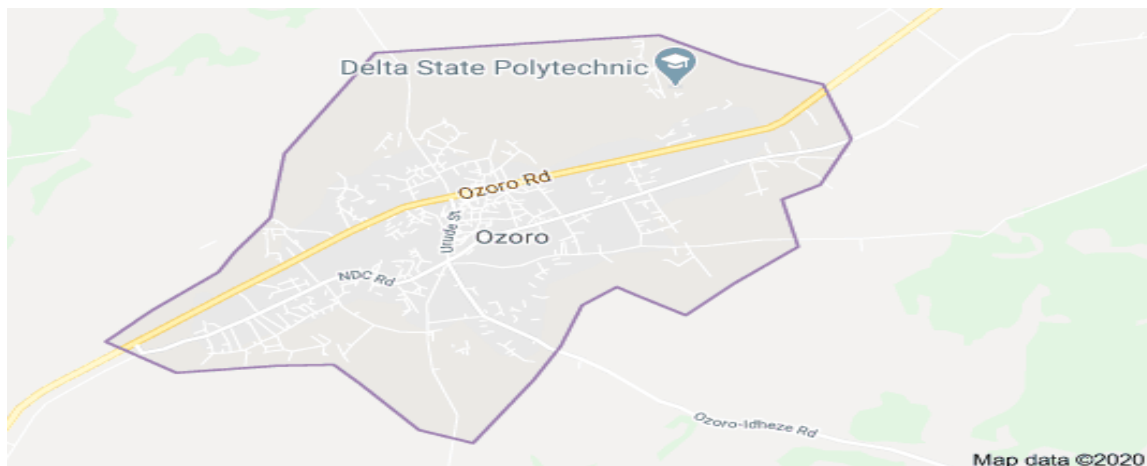 Delta State Polytechnic
Ozoro Rd
Urude St
Ozoro
NDC Rd
Ozoro-Idheze Rd
Map data ©2020